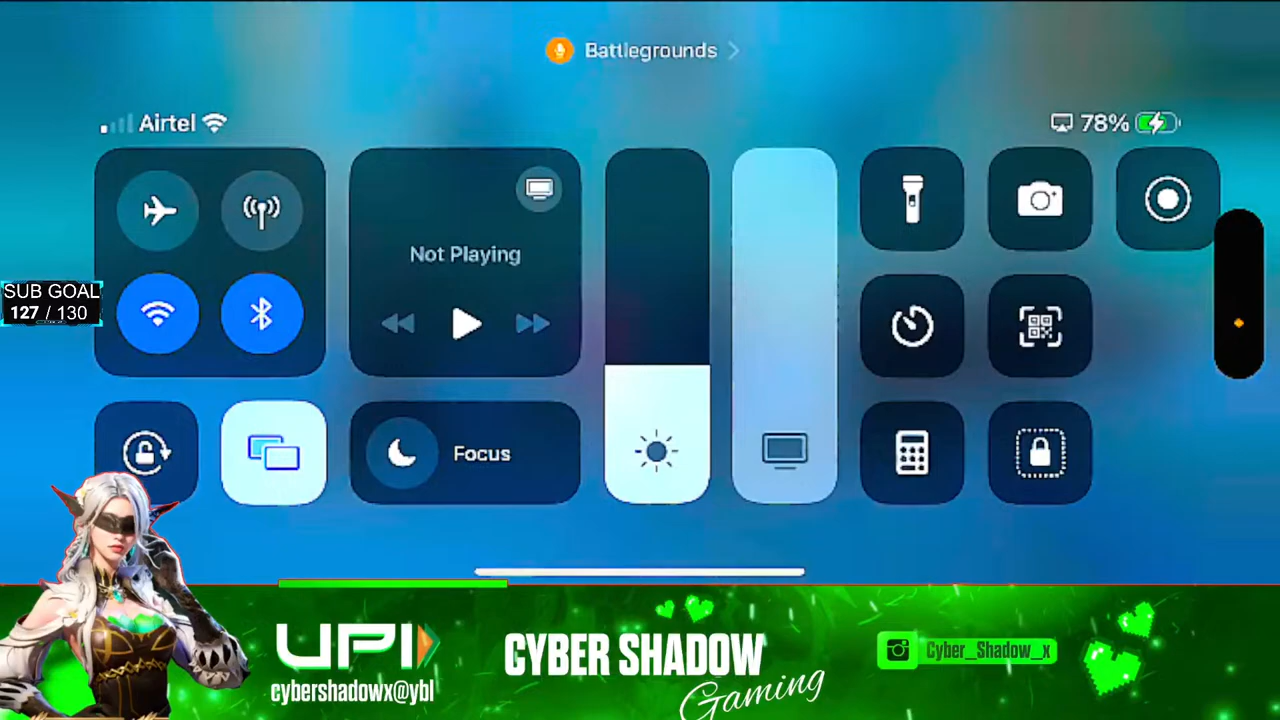 Battlegrounds
Airtel
78%
Not Playing
SUB GOAL
127 / 130
Focus
UPI
cybershadowx@ybl
CYBER SHADOW
Gaming
Cyber_Shadow_x